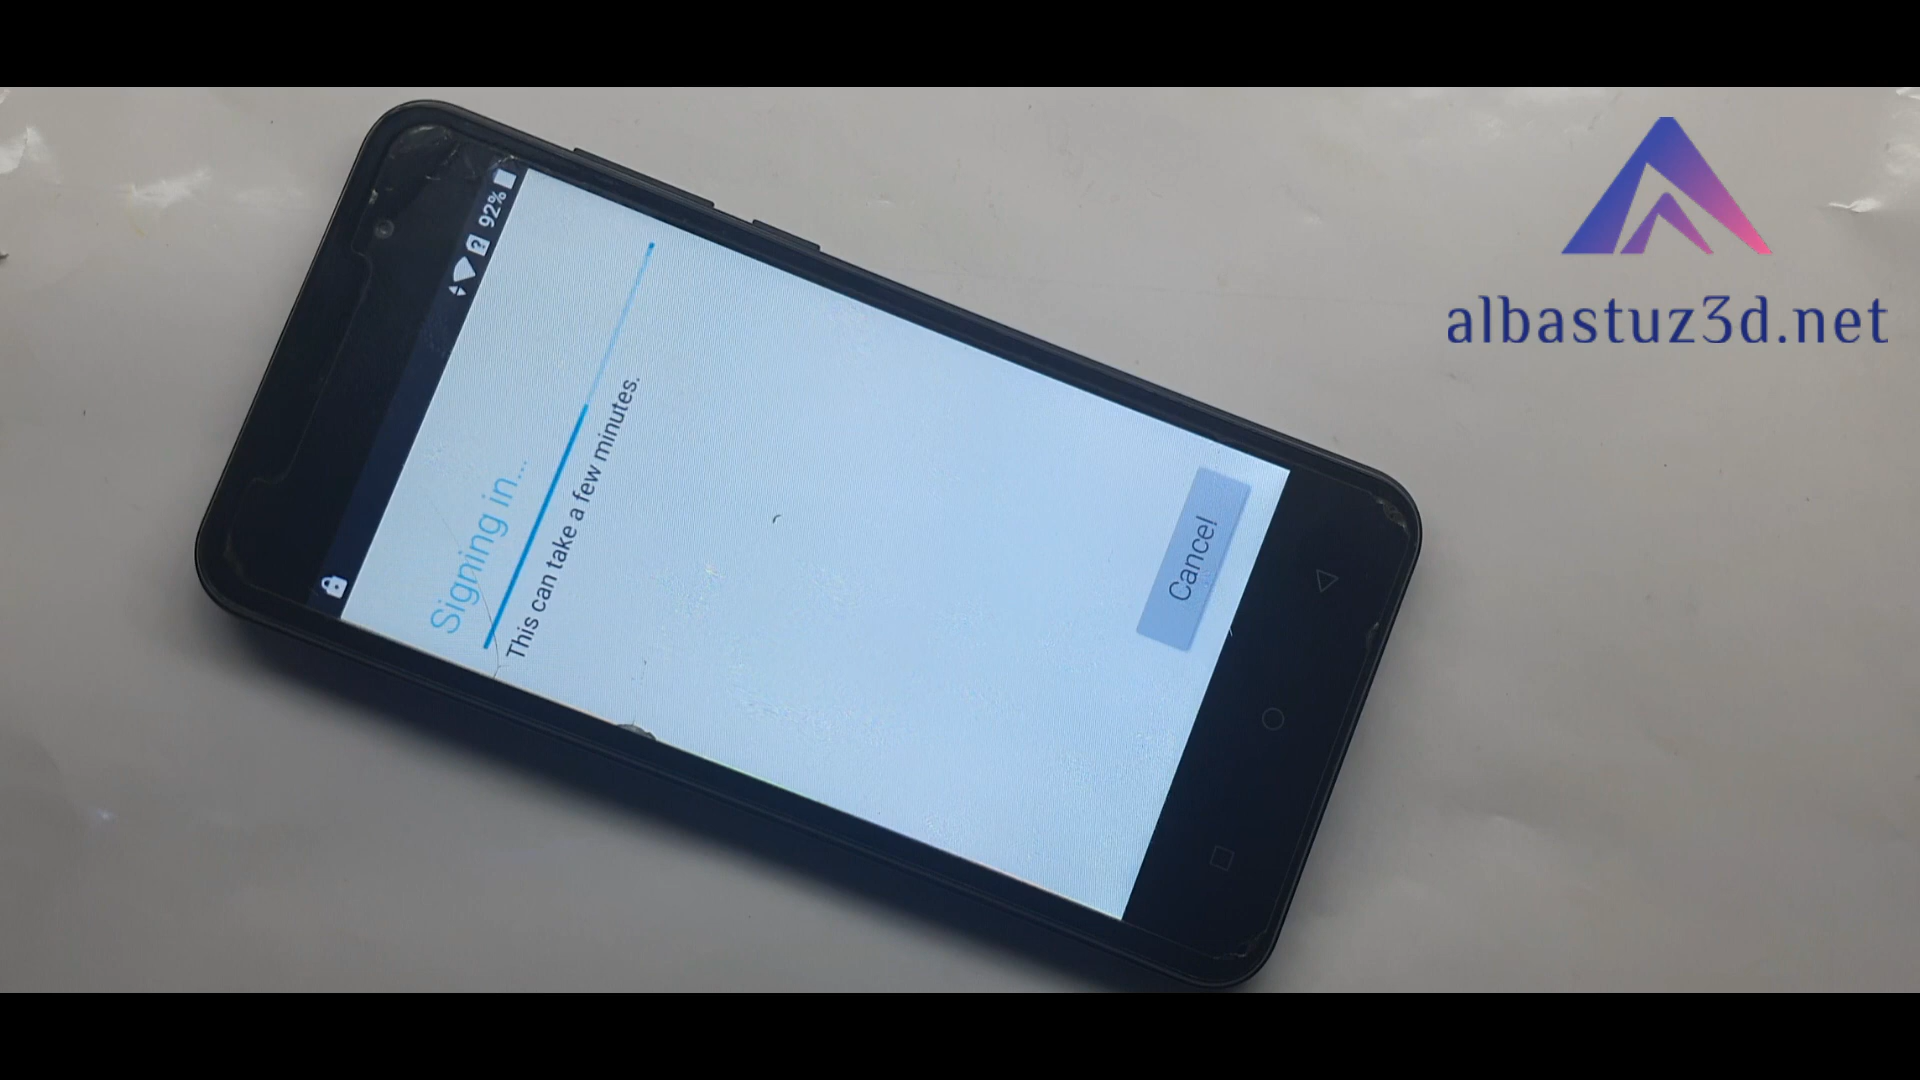 92%
Signing in...
This can take a few minutes.
Cancel
albastuz3d.net